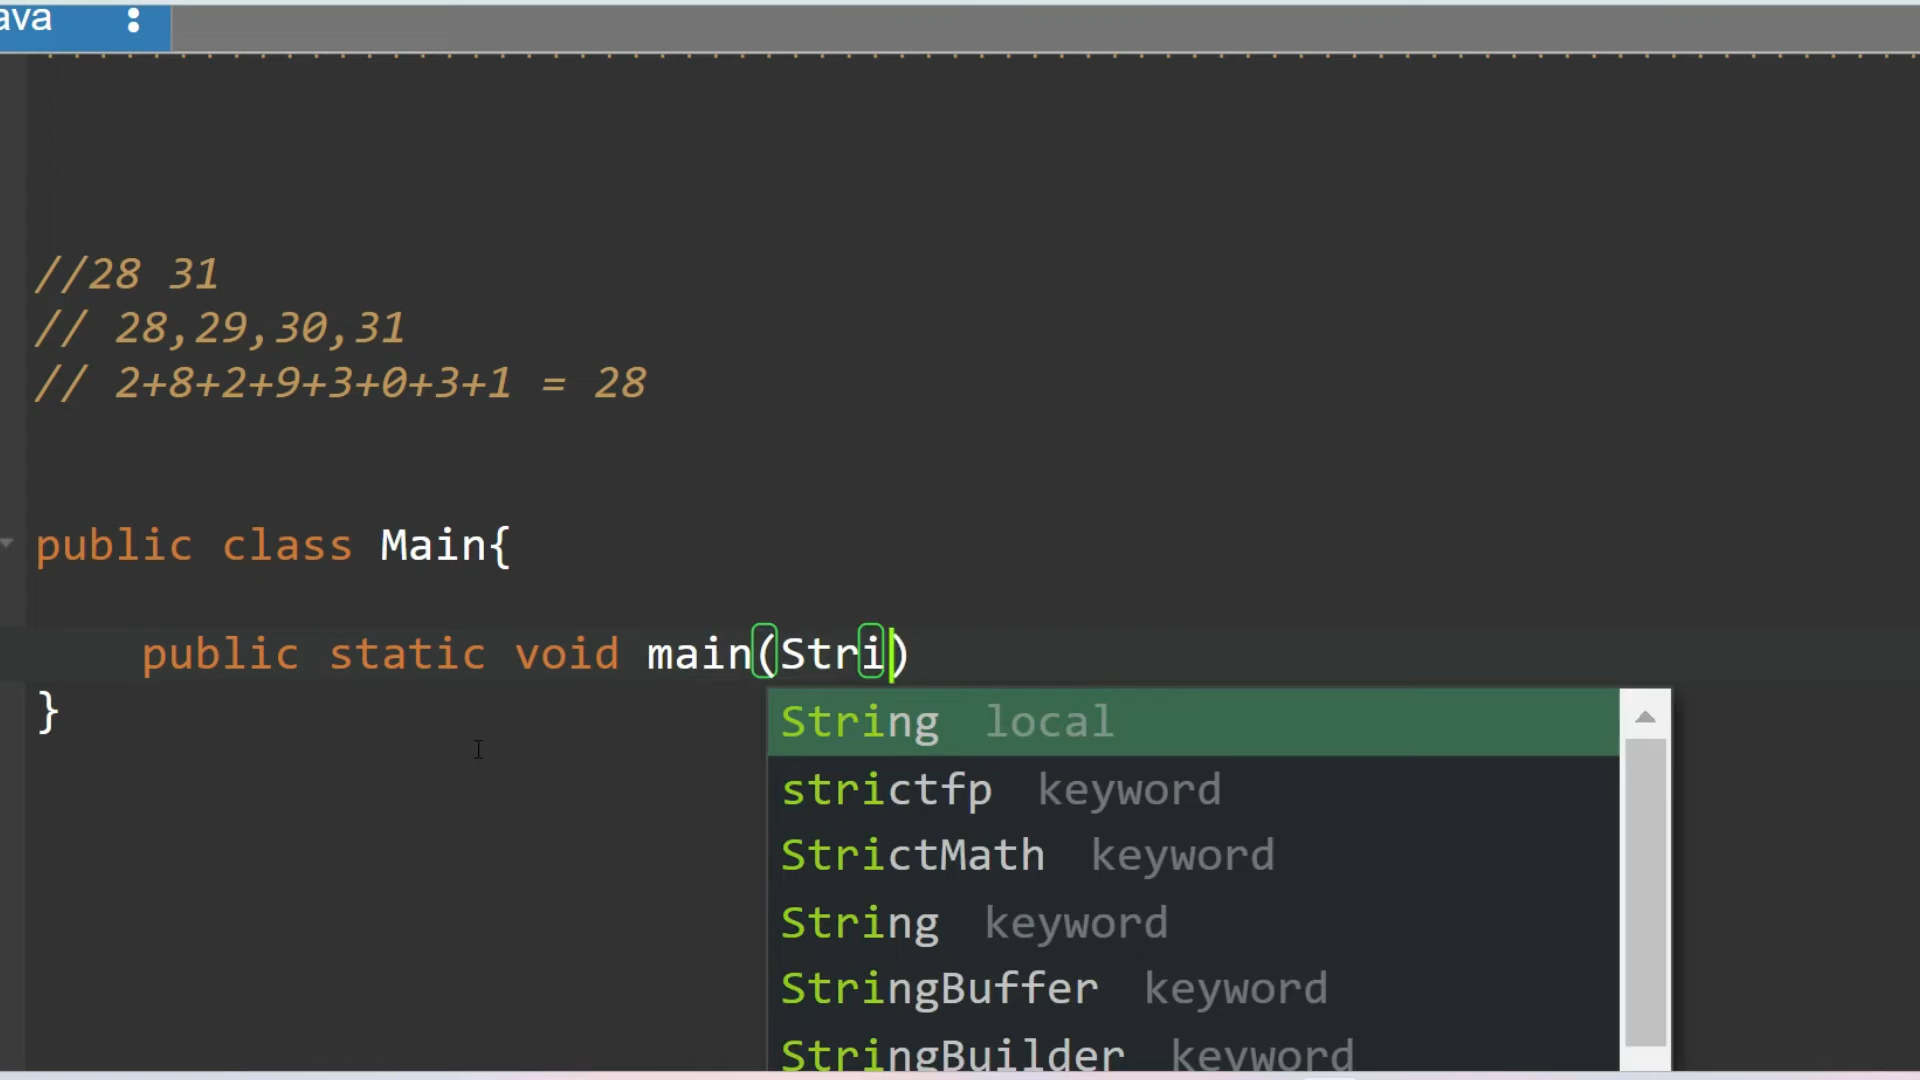 ava
//28 31
// 28,29,30,31
// 2+8+2+9+3+0+3+1 = 28
public class Main{
public static void main(Stri)
}
String local
strictfp keyword
StrictMath keyword
String keyword
StringBuffer keyword
StringBuilder keyword